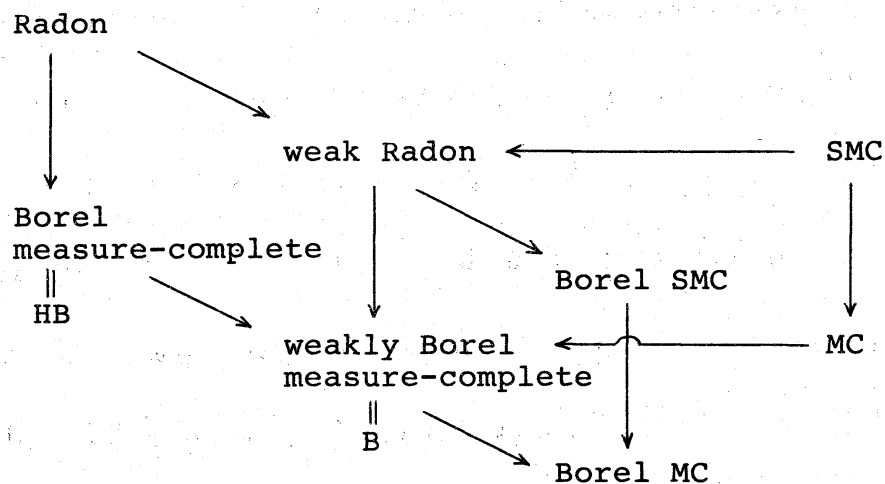 Radon
weak Radon
SMC
Borel
measure-complete
||
HB
Borel SMC
weakly Borel
measure-complete
||
B
MC
Borel MC